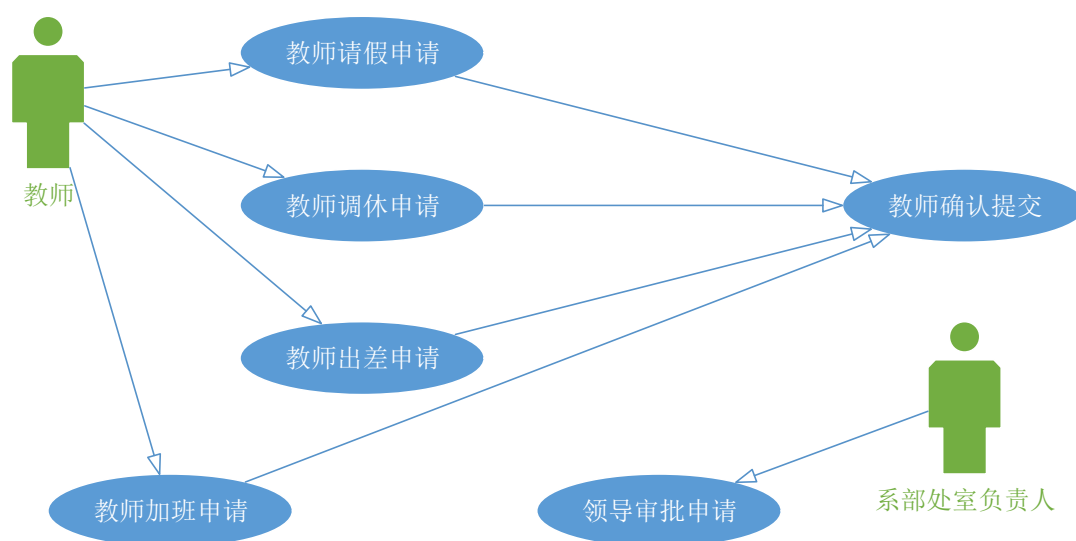 教师请假申请
教师
教师调休申请
教师确认提交
教师出差申请
教师加班申请
领导审批申请
系部处室负责人